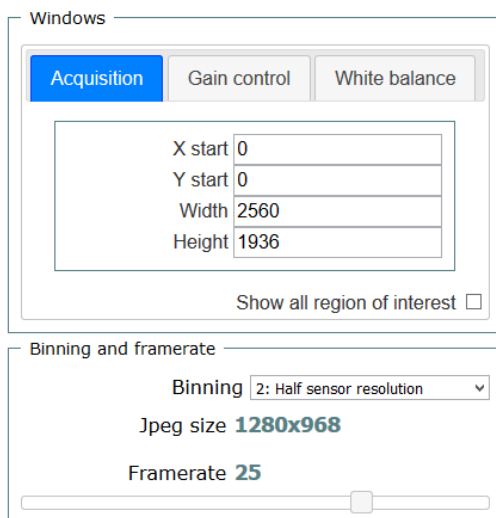 Windows
Acquisition Gain control White balance
X start 0
Y start 0
Width 2560
Height 1936
Show all region of interest
Binning and framerate
Binning 2: Half sensor resolution
Jpeg size 1280x968
Framerate 25